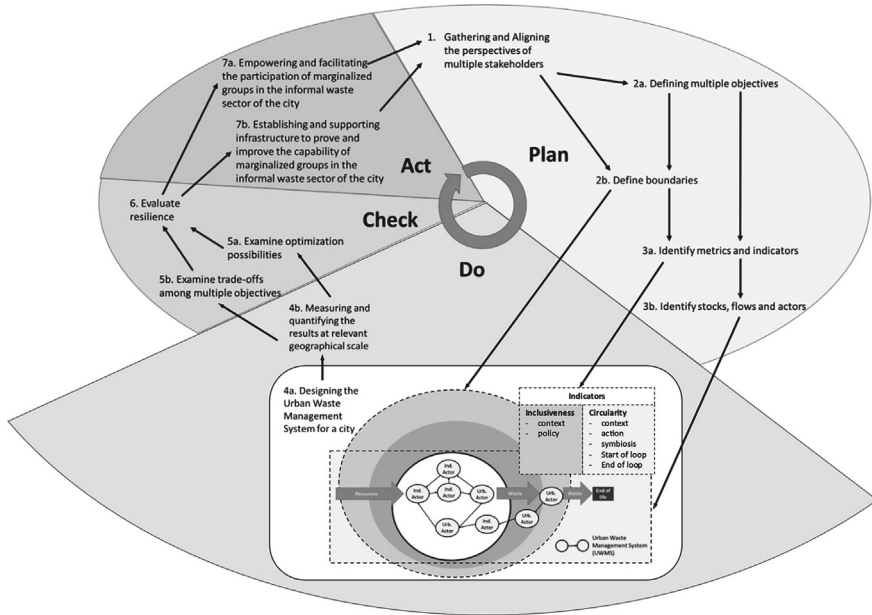 7a. Empowering and facilitating
the participation of marginalized
groups in the informal waste
sector of the city
7b. Establishing and supporting
infrastructure to prove and
improve the capability of
marginalized groups in the
informal waste sector of the city
Act
1. Gathering and Aligning
the perspectives of
multiple stakeholders
Plan
2a. Defining multiple objectives
2b. Define boundaries
3a. Identify metrics and indicators
3b. Identify stocks, flows and actors
6. Evaluate
resilience
Check
5a. Examine optimization
possibilities
5b. Examine trade-offs
among multiple objectives
Do
4b. Measuring and
quantifying the
results at relevant
geographical scale
4a. Designing the
Urban Waste
Management
System for a city
Indicators
Inclusiveness
- context
- policy
Circularity
- context
- action
- symbiosis
- Start of loop
- End of loop
Resources
Ind.
Actor
Ind.
Actor
Ind.
Actor
Urb.
Actor
Urb.
Actor
Ind.
Actor
Urb.
Actor
Waste
Urb.
Actor
Waste
End of
life
Urban Waste
Management System
(UWMS)